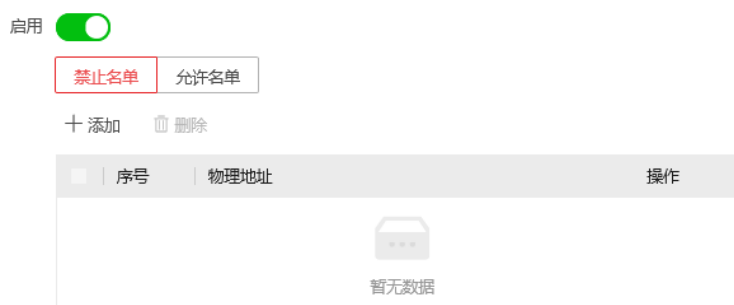 启用
禁止名单 允许名单
添加 删除
序号 物理地址 操作
暂无数据